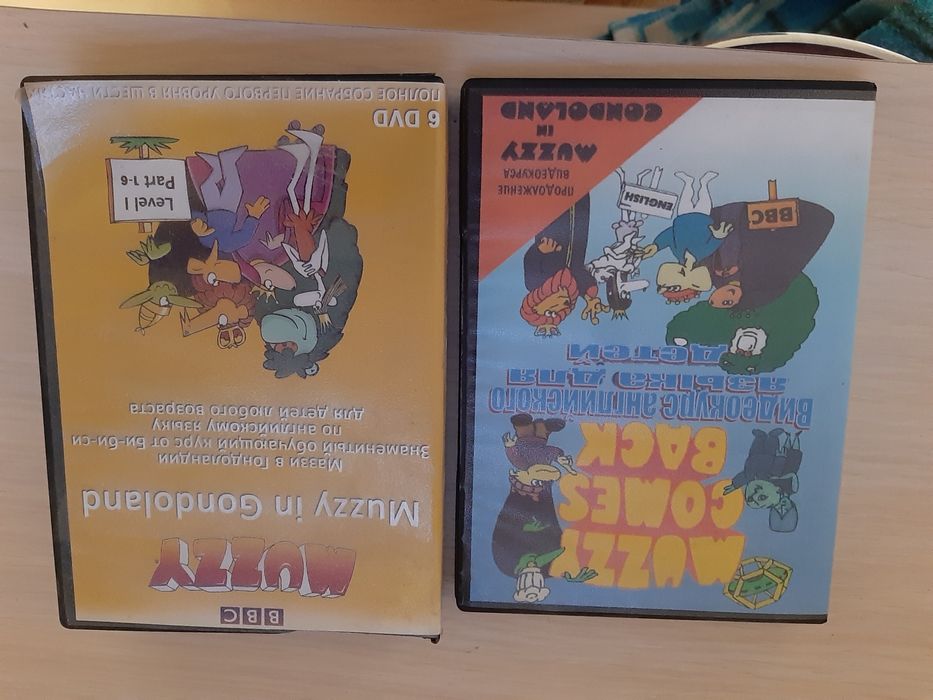 BBC
MUZZY
Muzzy in Gondoland
Маззи в Гондоландии
Знаменитый обучающий курс от Би-би-си
по английскому языку
для детей любого возраста
Level I
Part 1-6
6 DVD
ПОЛНОЕ СОБРАНИЕ ПЕРВОГО УРОВНЯ В ШЕСТИ ЧАСТЯХ
MUZZY
COMES
BACK
Видеокурс английского
языка для
детей
BBC
ENGLISH
ПРОДОЛЖЕНИЕ
ВИДЕОКУРСА
MUZZY
IN
GONDOLAND